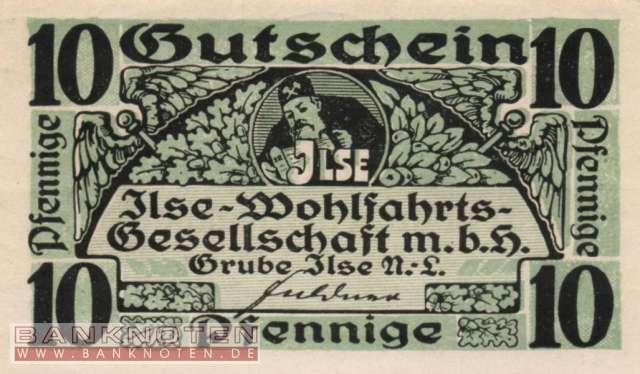 10 Gutschein 10
Pfennige
Pfennige
ILSE
Ilse-Wohlfahrts-
Gesellschaft m.b.H.
Grube Ilse N.-L.
10 Pfennige 10
BANKNOTEN
WWW.BANKNOTEN.DE